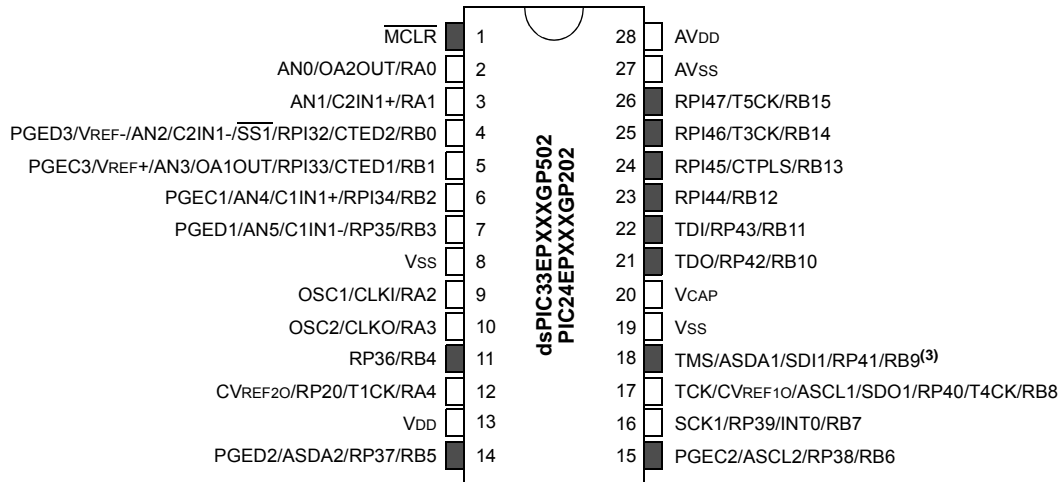 MCLR 1 28 AVDD
AN0/OA2OUT/RA0 2 27 AVSS
AN1/C2IN1+/RA1 3 26 RPI47/T5CK/RB15
PGED3/VREF-/AN2/C2IN1-/SS1/RPI32/CTED2/RB0 4 25 RPI46/T3CK/RB14
PGEC3/VREF+/AN3/OA1OUT/RPI33/CTED1/RB1 5 24 RPI45/CTPLS/RB13
PGEC1/AN4/C1IN1+/RPI34/RB2 6 23 RPI44/RB12
PGED1/AN5/C1IN1-/RP35/RB3 7 22 TDI/RP43/RB11
VSS 8 21 TDO/RP42/RB10
OSC1/CLKI/RA2 9 20 VCAP
OSC2/CLKO/RA3 10 19 VSS
RP36/RB4 11 18 TMS/ASDA1/SDI1/RP41/RB9(3)
CVREF2O/RP20/T1CK/RA4 12 17 TCK/CVREF1O/ASCL1/SDO1/RP40/T4CK/RB8
VDD 13 16 SCK1/RP39/INT0/RB7
PGED2/ASDA2/RP37/RB5 14 15 PGEC2/ASCL2/RP38/RB6
dsPIC33EPXXXGP502
PIC24EPXXXGP202